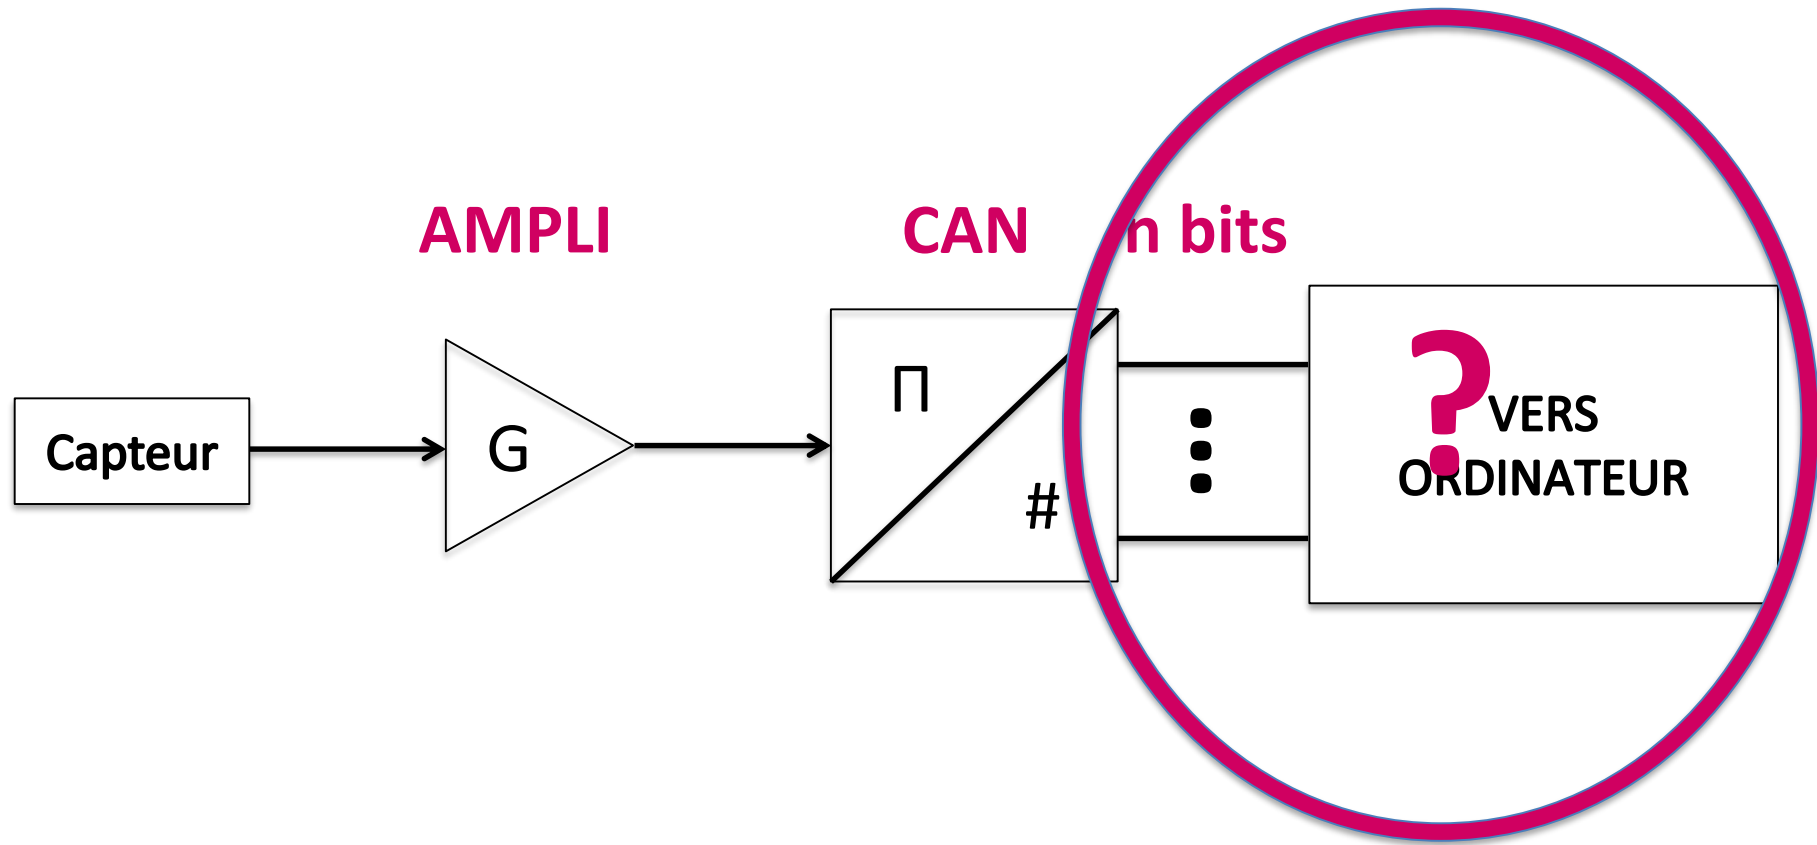 AMPLI
CAN n bits
Capteur
G
Π
#
?
VERS
ORDINATEUR